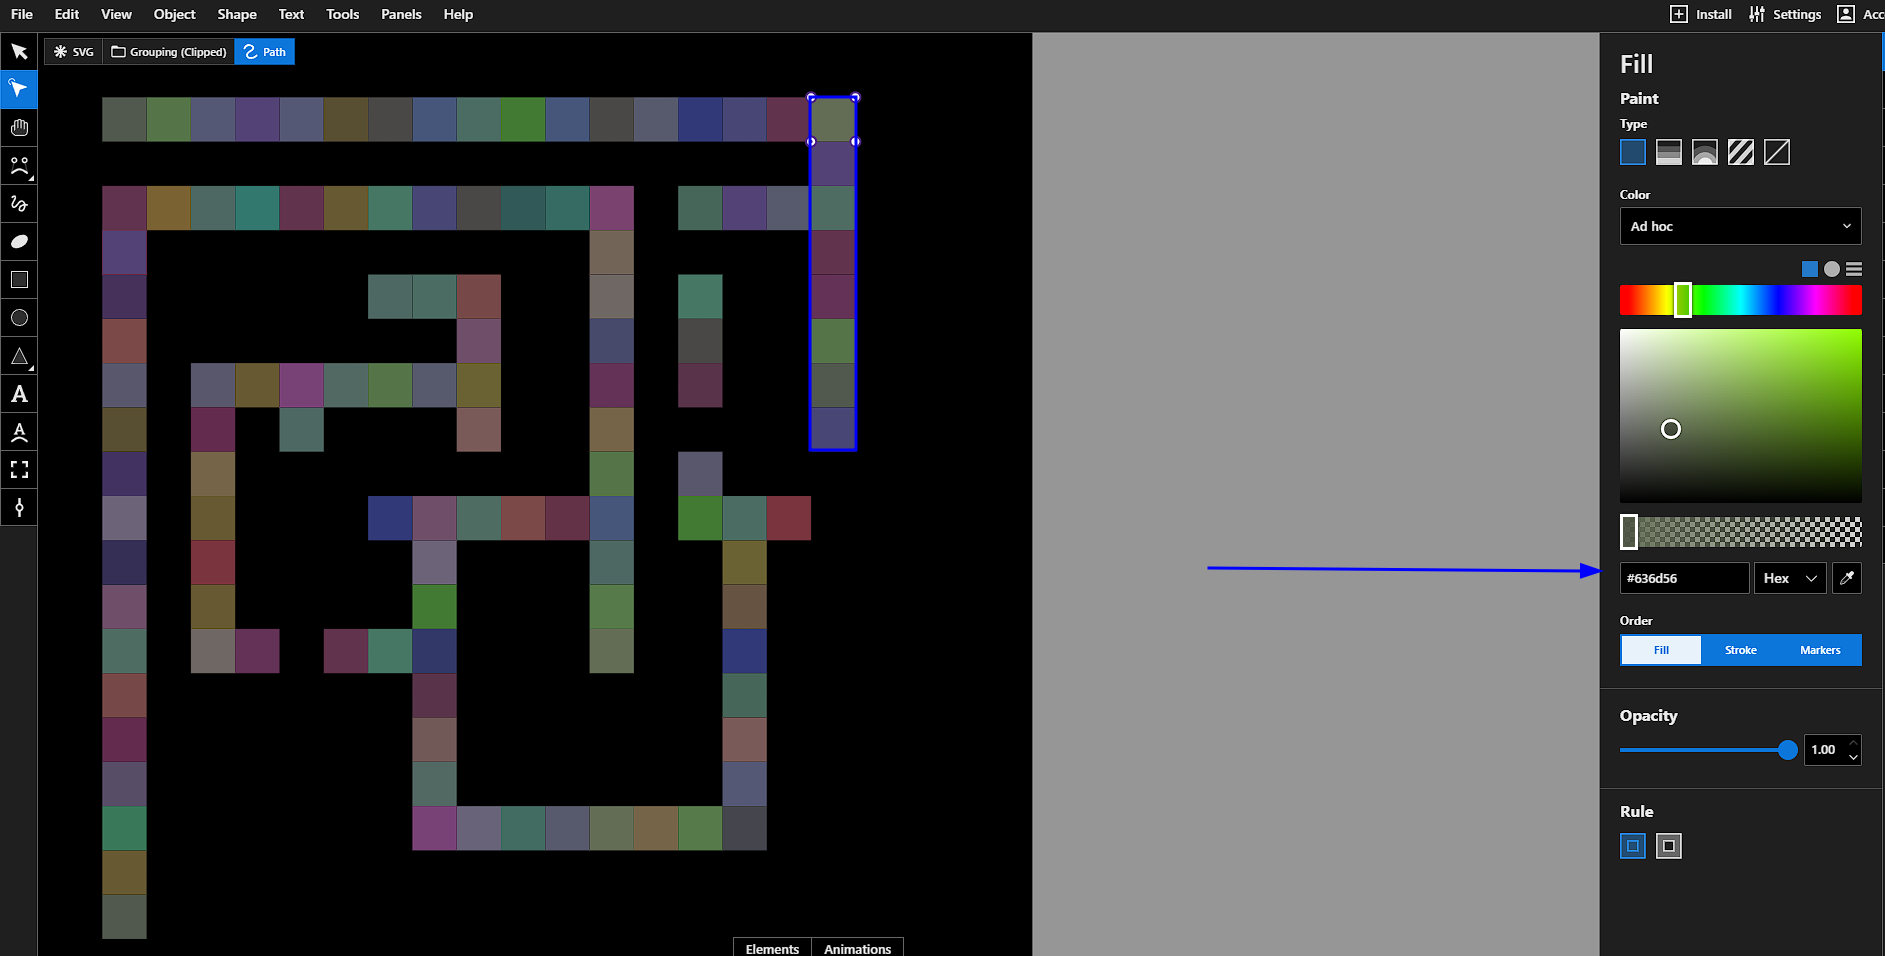 File Edit View Object Shape Text Tools Panels Help Install Settings Acc
SVG Grouping (Clipped) Path
Fill
Paint
Type
Color
Ad hoc
#636d56 Hex
Order
Fill Stroke Markers
Opacity
1.00
Rule
A
A
Elements Animations